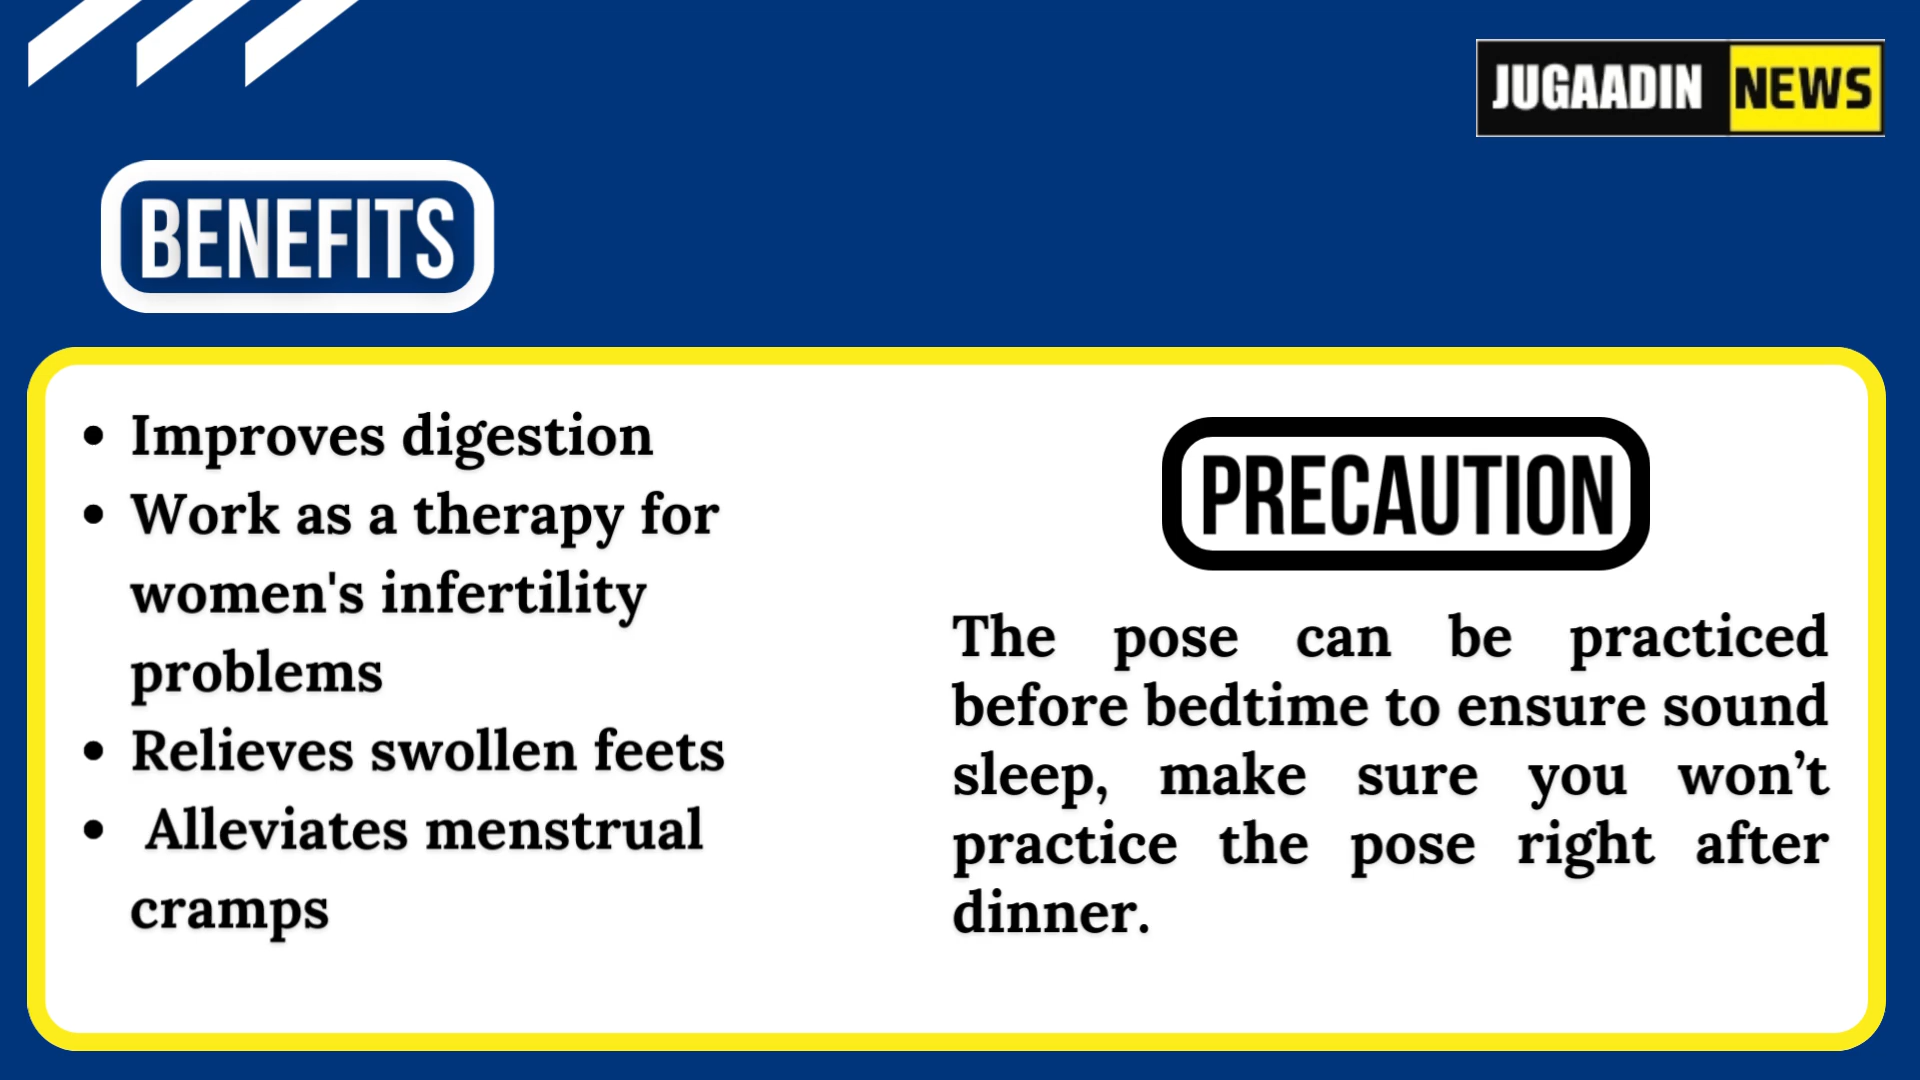 JUGAADIN NEWS
BENEFITS
• Improves digestion
• Work as a therapy for
women's infertility
problems
• Relieves swollen feets
• Alleviates menstrual
cramps
PRECAUTION
The pose can be practiced
before bedtime to ensure sound
sleep, make sure you won’t
practice the pose right after
dinner.